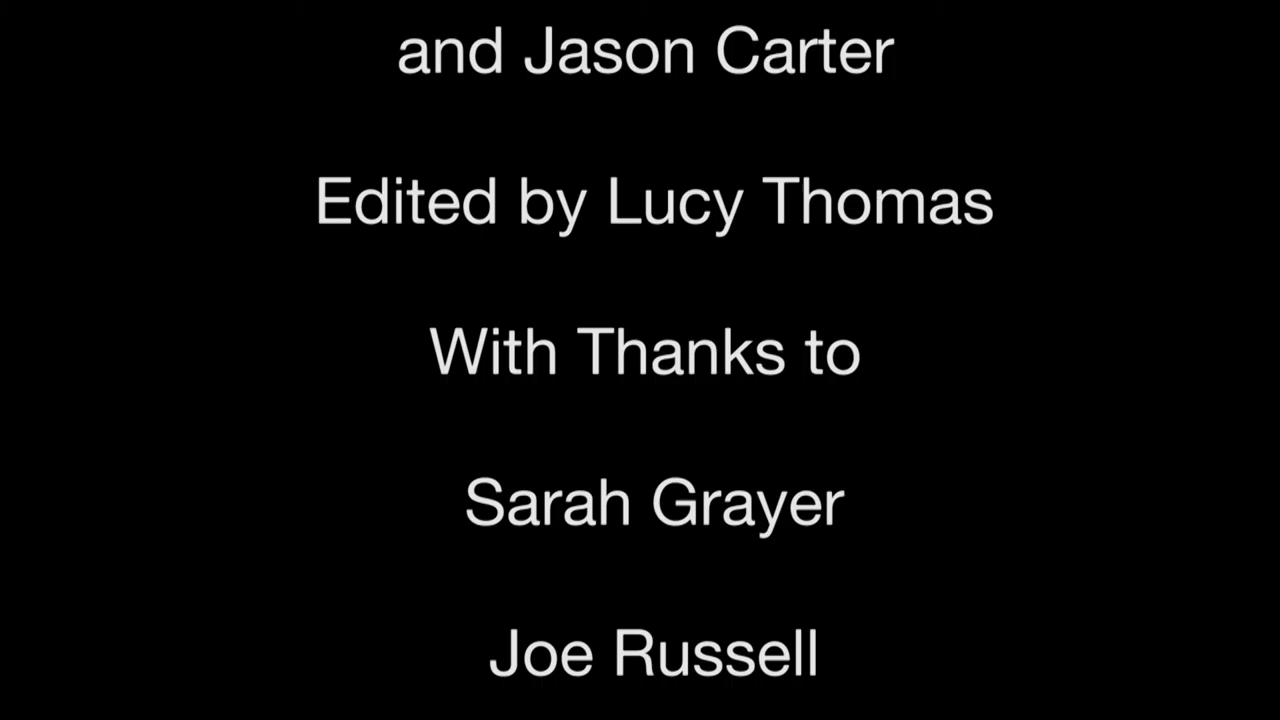 and Jason Carter
Edited by Lucy Thomas
With Thanks to
Sarah Grayer
Joe Russell